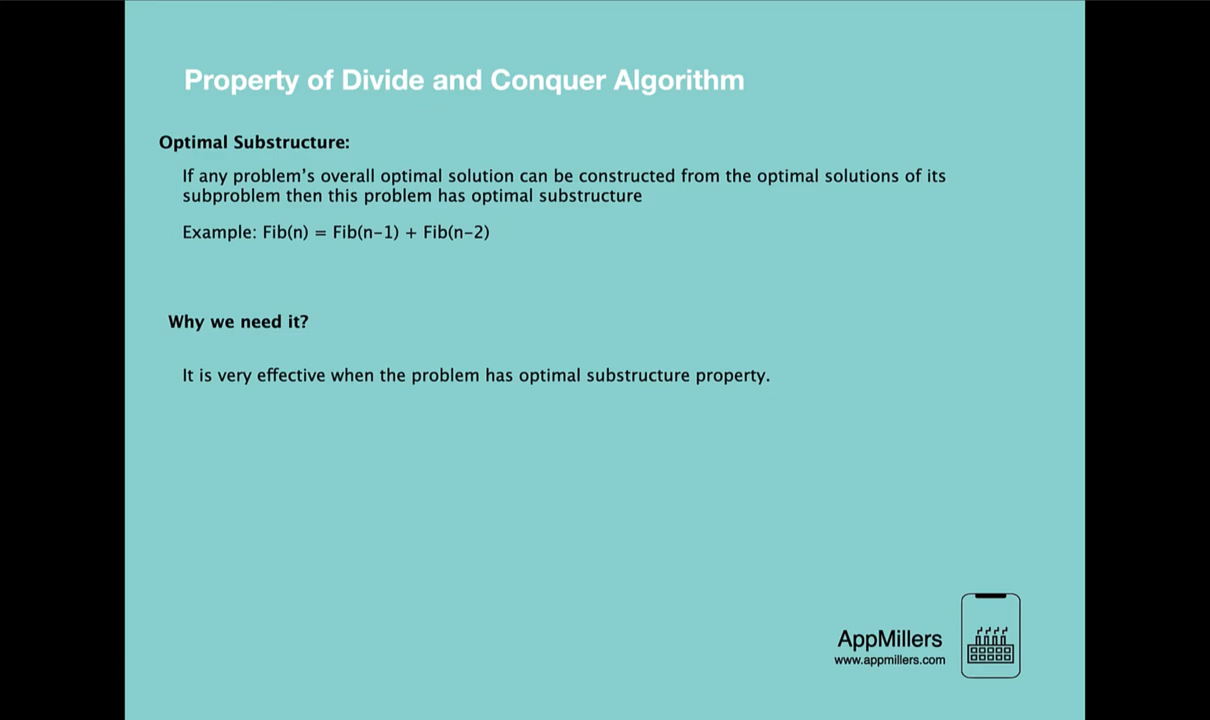 Property of Divide and Conquer Algorithm
Optimal Substructure:
If any problem's overall optimal solution can be constructed from the optimal solutions of its
subproblem then this problem has optimal substructure
Example: Fib(n) = Fib(n-1) + Fib(n-2)
Why we need it?
It is very effective when the problem has optimal substructure property.
AppMillers
www.appmillers.com